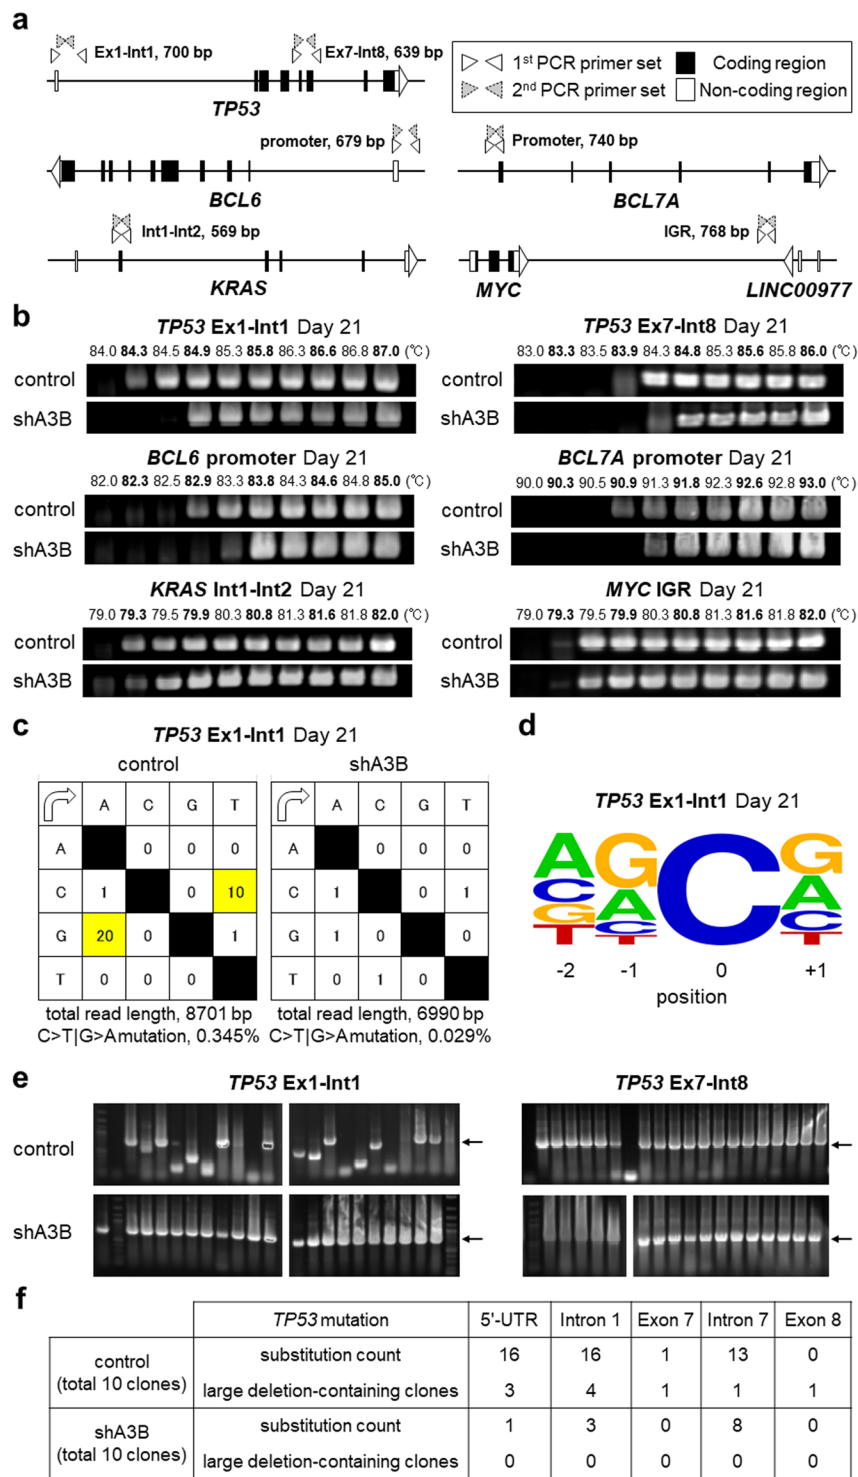 a
Ex1-Int1, 700 bp
Ex7-Int8, 639 bp
TP53
1st PCR primer set
Coding region
2nd PCR primer set
Non-coding region
promoter, 679 bp
BCL6
Promoter, 740 bp
BCL7A
Int1-Int2, 569 bp
KRAS
IGR, 768 bp
MYC
LINC00977
b
TP53 Ex1-Int1 Day 21
84.0 84.3 84.5 84.9 85.3 85.8 86.3 86.6 86.8 87.0 (℃)
control
shA3B
TP53 Ex7-Int8 Day 21
83.0 83.3 83.5 83.9 84.3 84.8 85.3 85.6 85.8 86.0 (℃)
BCL6 promoter Day 21
82.0 82.3 82.5 82.9 83.3 83.8 84.3 84.6 84.8 85.0 (℃)
control
shA3B
BCL7A promoter Day 21
90.0 90.3 90.5 90.9 91.3 91.8 92.3 92.6 92.8 93.0 (℃)
control
shA3B
KRAS Int1-Int2 Day 21
79.0 79.3 79.5 79.9 80.3 80.8 81.3 81.6 81.8 82.0 (℃)
control
shA3B
MYC IGR Day 21
79.0 79.3 79.5 79.9 80.3 80.8 81.3 81.6 81.8 82.0 (℃)
control
shA3B
c
TP53 Ex1-Int1 Day 21
control
A C G T
A 0 0 0
C 1 0 10
G 20 0 1
T 0 0 0
total read length, 8701 bp
C>T|G>A mutation, 0.345%
shA3B
A C G T
A 0 0 0
C 1 0 1
G 1 0 0
T 0 1 0
total read length, 6990 bp
C>T|G>A mutation, 0.029%
d
TP53 Ex1-Int1 Day 21
A G C G
C A A
G C C
T T T
-2 -1 0 +1
position
e
TP53 Ex1-Int1
TP53 Ex7-Int8
control
shA3B
f
TP53 mutation 5'-UTR Intron 1 Exon 7 Intron 7 Exon 8
control
(total 10 clones)
substitution count 16 16 1 13 0
large deletion-containing clones 3 4 1 1 1
shA3B
(total 10 clones)
substitution count 1 3 0 8 0
large deletion-containing clones 0 0 0 0 0